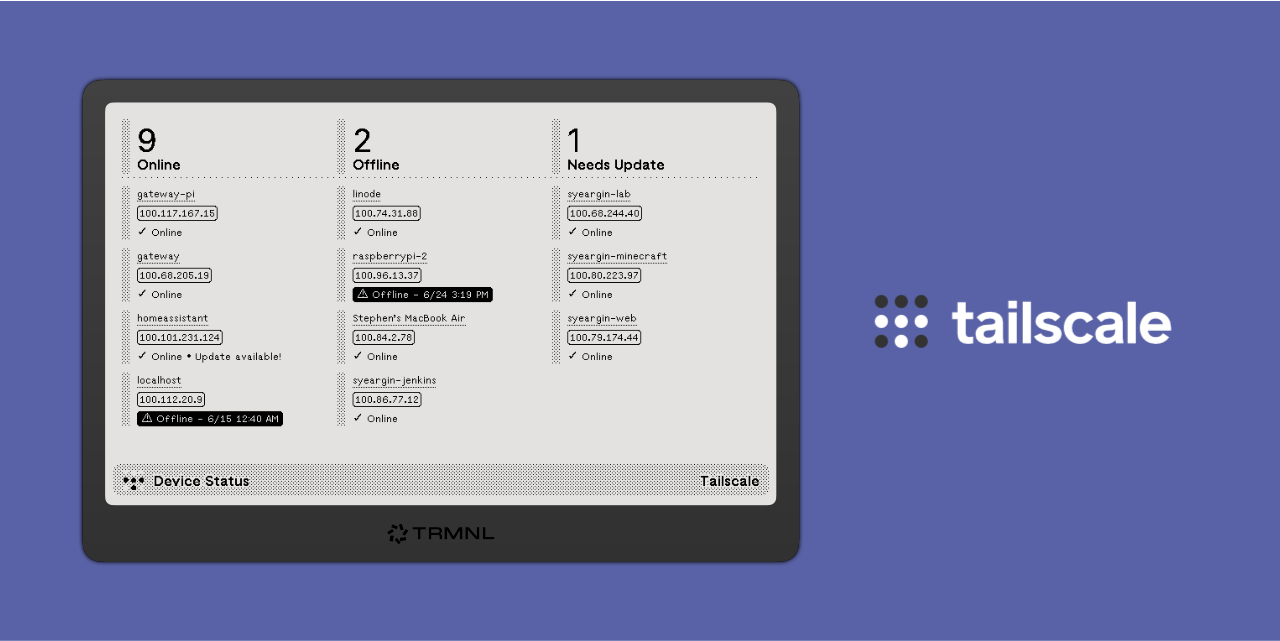 9
Online
2
Offline
1
Needs Update
gateway-pi
100.117.167.15
✓ Online
gateway
100.68.205.19
✓ Online
homeassistant
100.101.231.124
✓ Online • Update available!
localhost
100.112.20.9
⚠ Offline - 6/15 12:40 AM
linode
100.74.31.88
✓ Online
raspberrypi-2
100.96.13.37
⚠ Offline - 6/24 3:19 PM
Stephen's MacBook Air
100.84.2.78
✓ Online
syeargin-jenkins
100.86.77.12
✓ Online
syeargin-lab
100.68.244.40
✓ Online
syeargin-minecraft
100.80.223.97
✓ Online
syeargin-web
100.79.174.44
✓ Online
Device Status
Tailscale
TRMNL
tailscale